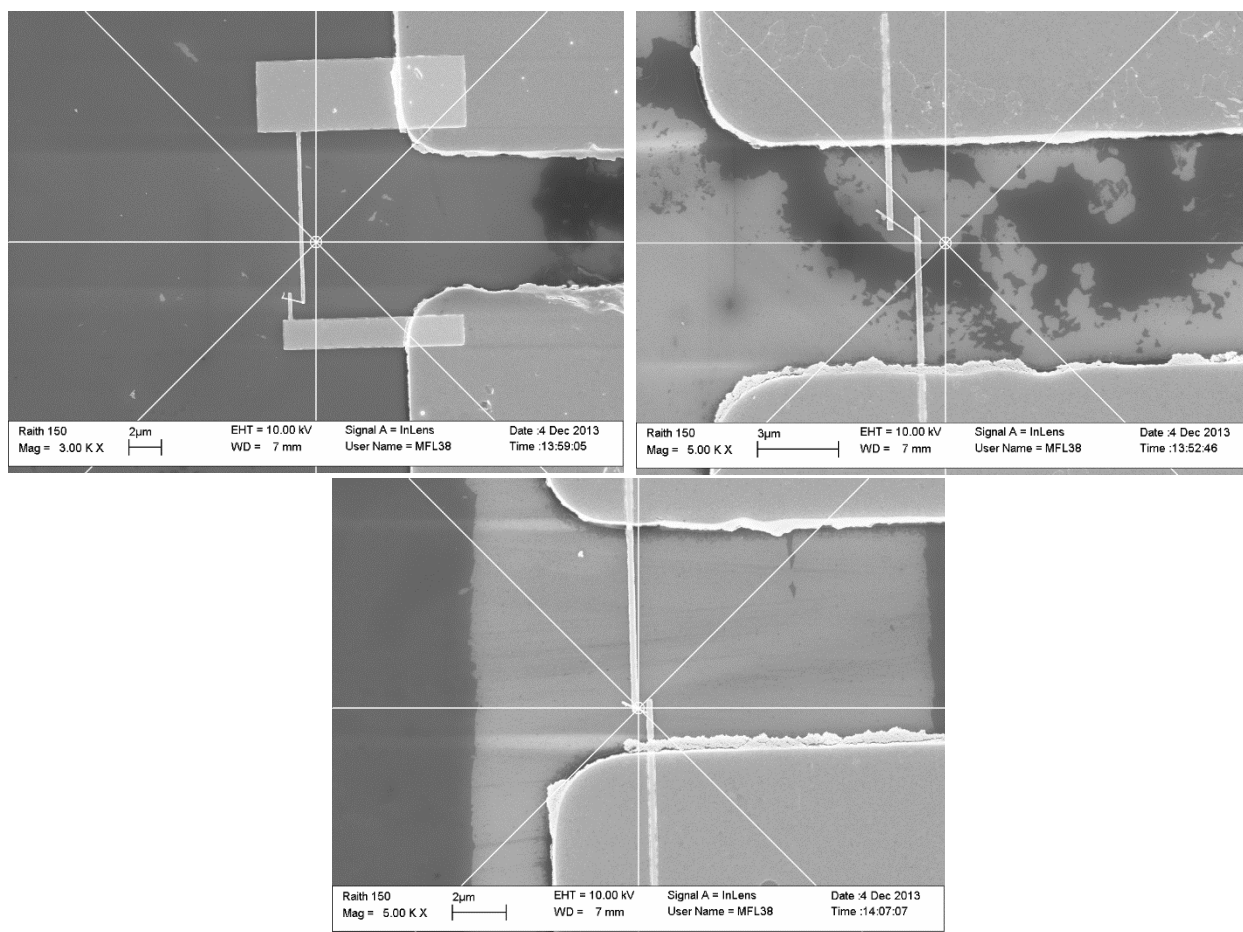 Raith 150 2µm EHT = 10.00 kV Signal A = InLens Date :4 Dec 2013
Mag = 3.00 K X WD = 7 mm User Name = MFL38 Time :13:59:05
Raith 150 3µm EHT = 10.00 kV Signal A = InLens Date :4 Dec 2013
Mag = 5.00 K X WD = 7 mm User Name = MFL38 Time :13:52:46
Raith 150 2µm EHT = 10.00 kV Signal A = InLens Date :4 Dec 2013
Mag = 5.00 K X WD = 7 mm User Name = MFL38 Time :14:07:07